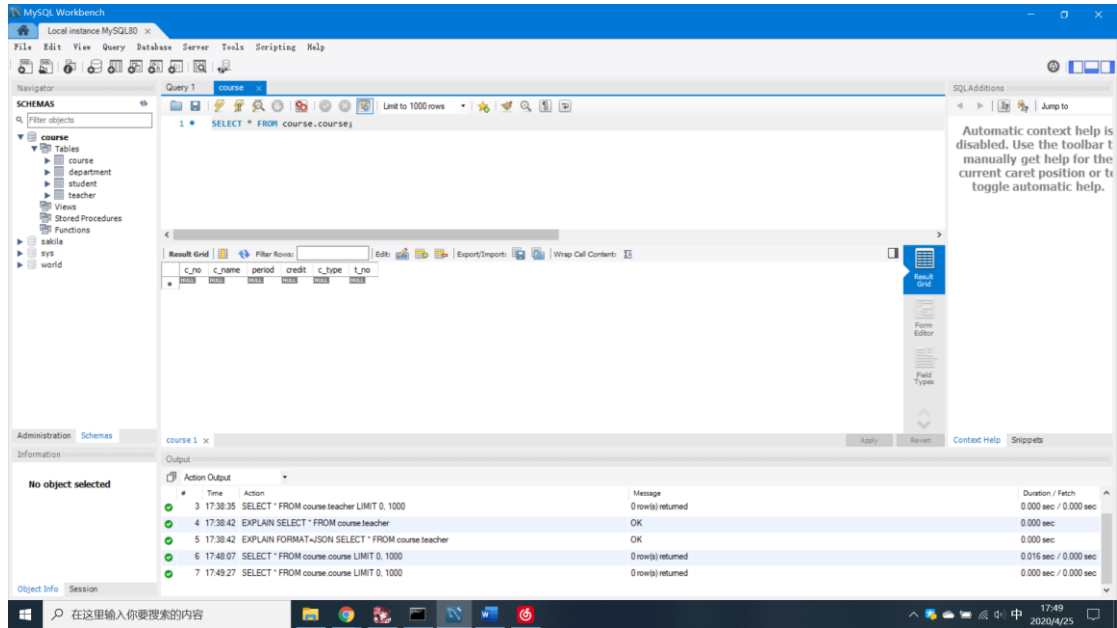 MySQL Workbench
Local instance MySQL80 ×
File Edit View Query Database Server Tools Scripting Help
Navigator
SCHEMAS
Filter objects
course
Tables
course
department
student
teacher
Views
Stored Procedures
Functions
sakila
sys
world
Administration Schemas
Information
No object selected
Object Info Session
Query 1 course ×
Limit to 1000 rows
1 SELECT * FROM course.course;
Result Grid Filter Rows: Edit: Export/Import: Wrap Cell Content:
c_no c_name period credit c_type t_no
NULL NULL NULL NULL NULL NULL
Result Grid
Form Editor
Field Types
course 1 × Apply Revert
Output
Action Output
# Time Action Message Duration / Fetch
3 17:38:35 SELECT * FROM course.teacher LIMIT 0, 1000 0 row(s) returned 0.000 sec / 0.000 sec
4 17:38:42 EXPLAIN SELECT * FROM course.teacher OK 0.000 sec
5 17:38:42 EXPLAIN FORMAT=JSON SELECT * FROM course.teacher OK 0.000 sec
6 17:48:07 SELECT * FROM course.course LIMIT 0, 1000 0 row(s) returned 0.016 sec / 0.000 sec
7 17:49:27 SELECT * FROM course.course LIMIT 0, 1000 0 row(s) returned 0.000 sec / 0.000 sec
SQLAdditions
Jump to
Automatic context help is
disabled. Use the toolbar t
manually get help for the
current caret position or to
toggle automatic help.
Context Help Snippets
在这里输入你要搜索的内容
中
17:49
2020/4/25